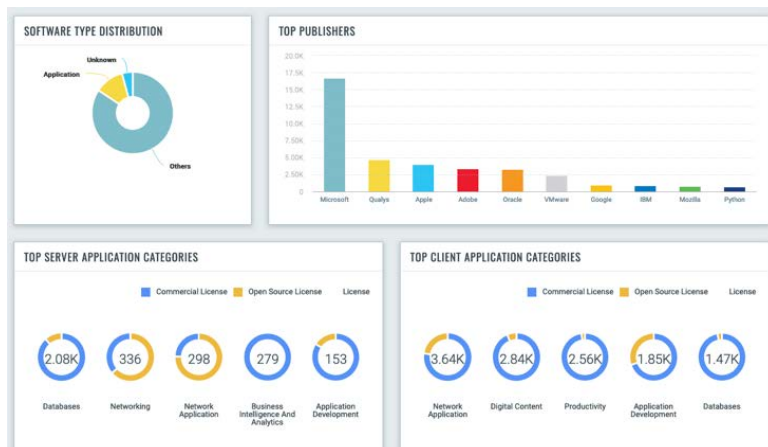 SOFTWARE TYPE DISTRIBUTION
Unknown
Application
Others
TOP PUBLISHERS
20.0K
17.5K
15.0K
12.5K
10.0K
7.50K
5.00K
2.50K
0
Microsoft Qualys Apple Adobe Oracle VMware Google IBM Mozilla Python
TOP SERVER APPLICATION CATEGORIES
Commercial License Open Source License License
2.08K 336 298 279 153
Databases Networking Network Application Business Intelligence And Analytics Application Development
TOP CLIENT APPLICATION CATEGORIES
Commercial License Open Source License License
3.64K 2.84K 2.56K 1.85K 1.47K
Network Application Digital Content Productivity Application Development Databases